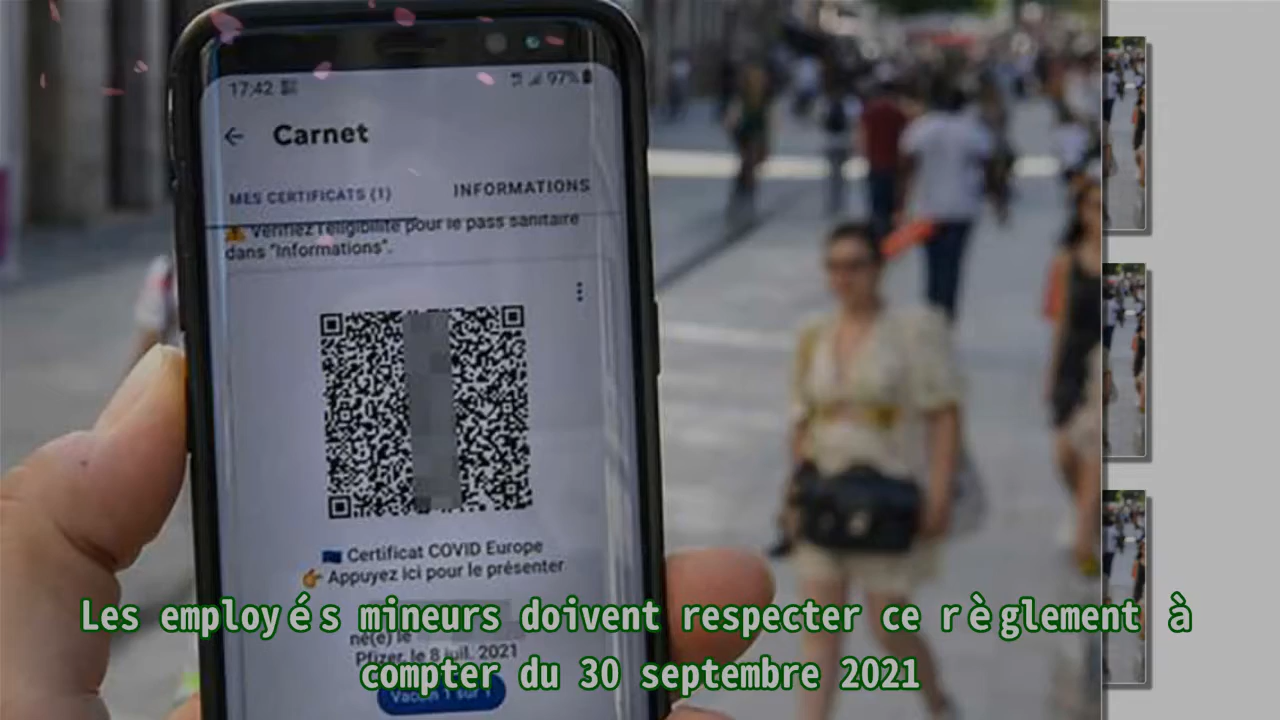 17:42
97%
← Carnet
MES CERTIFICATS (1)
INFORMATIONS
⚠ Vérifiez l'éligibilité pour le pass sanitaire
dans "Informations".
Certificat COVID Europe
👉 Appuyez ici pour le présenter
Les employés mineurs doivent respecter ce règlement à
né(e) le
Pfizer, le 8 juil. 2021
compter du 30 septembre 2021